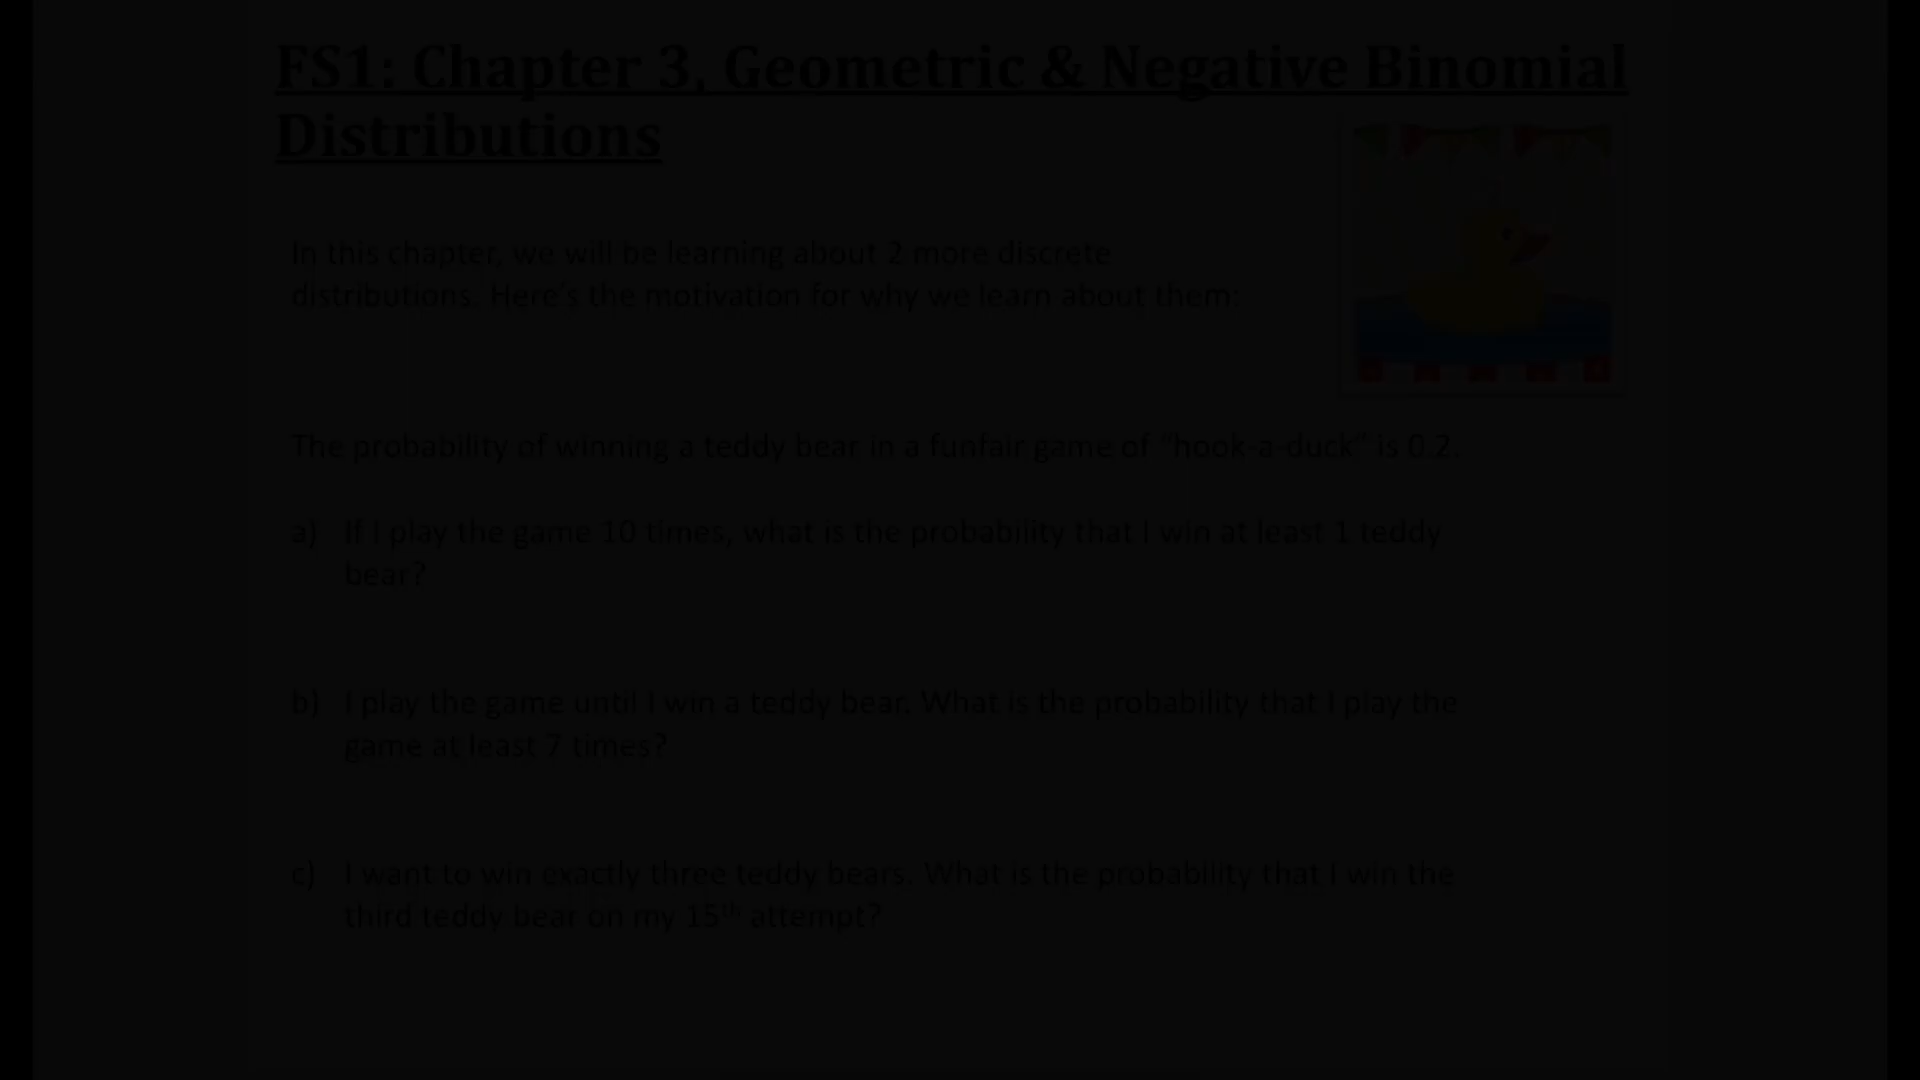 FS1: Chapter 3, Geometric & Negative Binomial
Distributions
In this chapter, we will be learning about 2 more discrete
distributions. Here's the motivation for why we learn about them:
The probability of winning a teddy bear in a funfair game of "hook-a-duck" is 0.2.
a) If I play the game 10 times, what is the probability that I win at least 1 teddy
bear?
b) I play the game until I win a teddy bear. What is the probability that I play the
game at least 7 times?
c) I want to win exactly three teddy bears. What is the probability that I win the
third teddy bear on my 15th attempt?